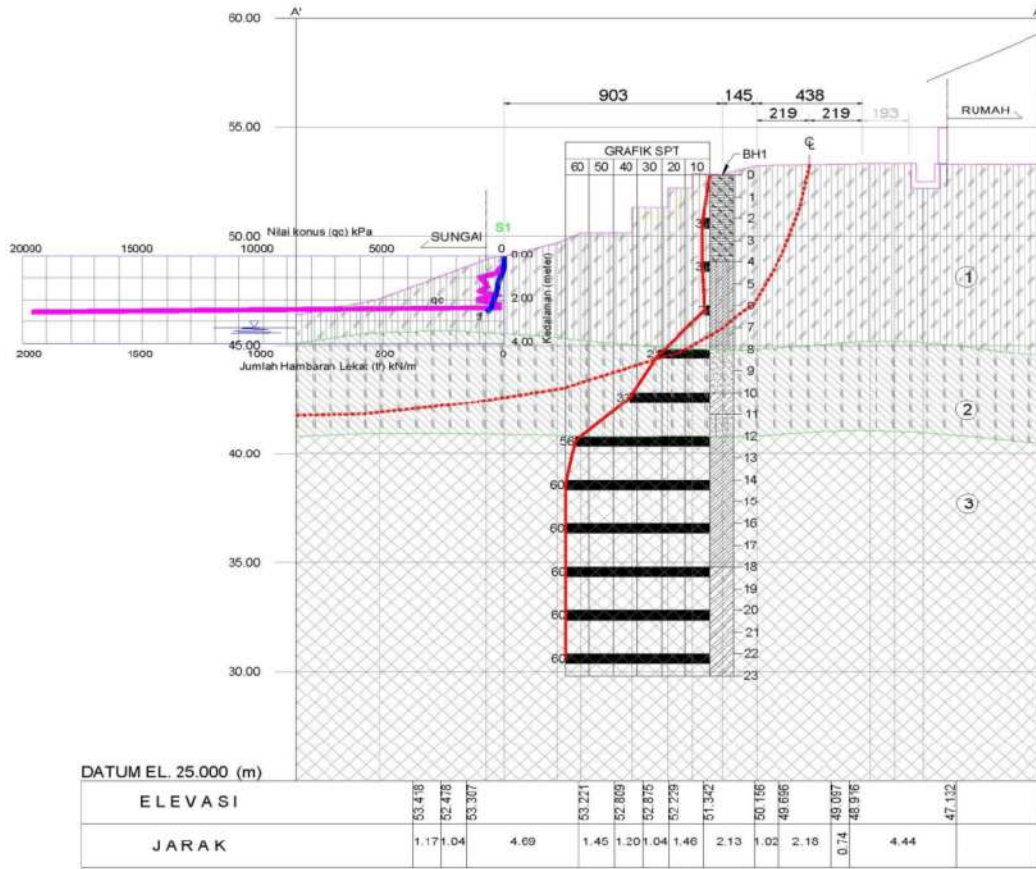 A'
60.00
55.00
50.00
45.00
40.00
35.00
30.00
903
145
438
219
219
193
RUMAH
GRAFIK SPT
BH1
60 50 40 30 20 10
S1
SUNGAI
Nilai konus (qc) kPa
20000 15000 10000 5000 0
0.00
2.00
4.00
Kedalaman (meter)
qc
2000 1500 1000 500 0
Jumlah Hambaran Lekat (tf) kN/m
0
1
2
3
4
5
6
7
8
9
10
11
12
13
14
15
16
17
18
19
20
21
22
23
56
60
60
60
60
60
1
2
3
DATUM EL. 25.000 (m)
ELEVASI
53.418 52.478 53.307 53.221 52.809 52.875 52.229 51.342 50.156 49.696 49.097 48.916 47.132
JARAK
1.17 1.04 4.69 1.45 1.20 1.04 1.46 2.13 1.02 2.18 0.74 4.44